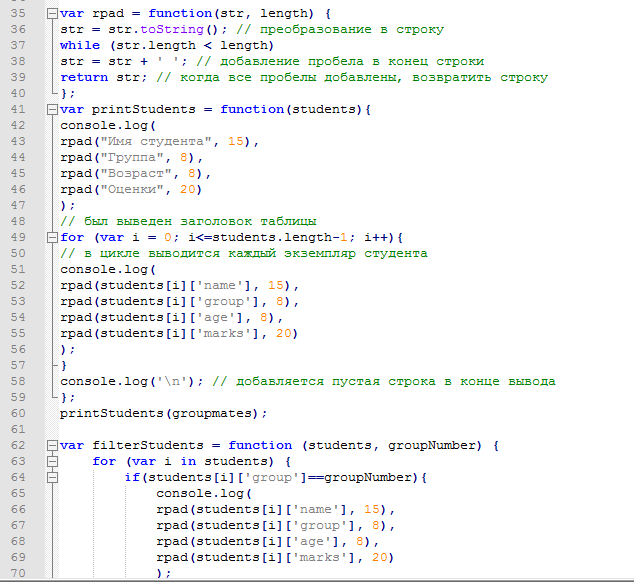 35 var rpad = function(str, length) {
36 str = str.toString(); // преобразование в строку
37 while (str.length < length)
38 str = str + ' '; // добавление пробела в конец строки
39 return str; // когда все пробелы добавлены, возвратить строку
40 };
41 var printStudents = function(students){
42 console.log(
43 rpad("Имя студента", 15),
44 rpad("Группа", 8),
45 rpad("Возраст", 8),
46 rpad("Оценки", 20)
47 );
48 // был выведен заголовок таблицы
49 for (var i = 0; i<=students.length-1; i++){
50 // в цикле выводится каждый экземпляр студента
51 console.log(
52 rpad(students[i]['name'], 15),
53 rpad(students[i]['group'], 8),
54 rpad(students[i]['age'], 8),
55 rpad(students[i]['marks'], 20)
56 );
57 }
58 console.log('\n'); // добавляется пустая строка в конце вывода
59 };
60 printStudents(groupmates);
61
62 var filterStudents = function (students, groupNumber) {
63 for (var i in students) {
64 if(students[i]['group']==groupNumber){
65 console.log(
66 rpad(students[i]['name'], 15),
67 rpad(students[i]['group'], 8),
68 rpad(students[i]['age'], 8),
69 rpad(students[i]['marks'], 20)
70 );